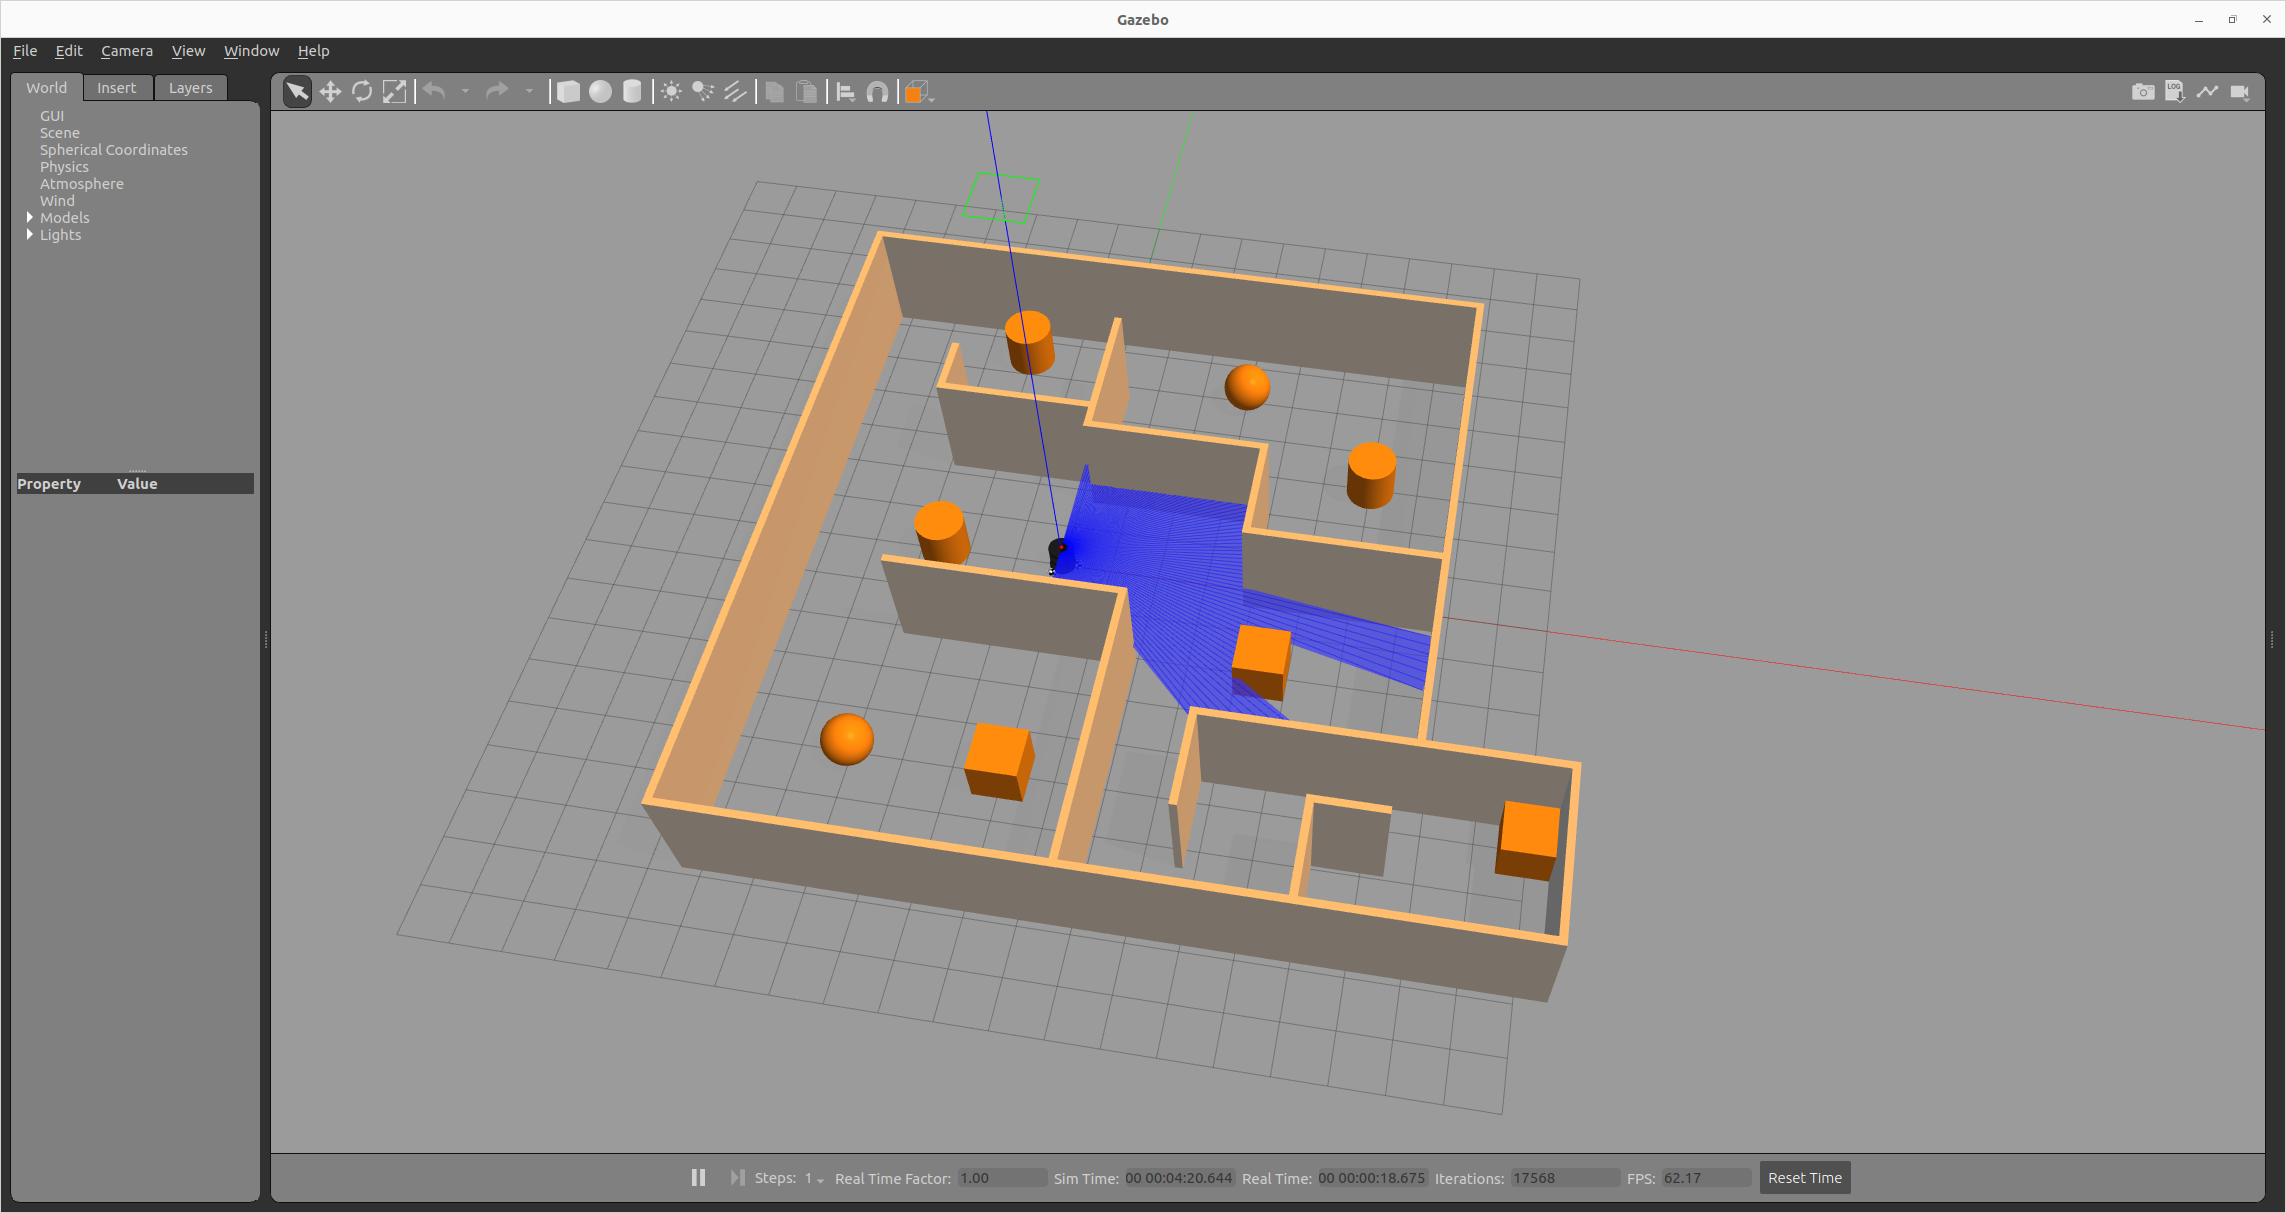 Gazebo
File Edit Camera View Window Help
World Insert Layers
GUI
Scene
Spherical Coordinates
Physics
Atmosphere
Wind
Models
Lights
Property Value
LOG
Steps: 1 Real Time Factor: 1.00 Sim Time: 00 00:04:20.644 Real Time: 00 00:00:18.675 Iterations: 17568 FPS: 62.17 Reset Time